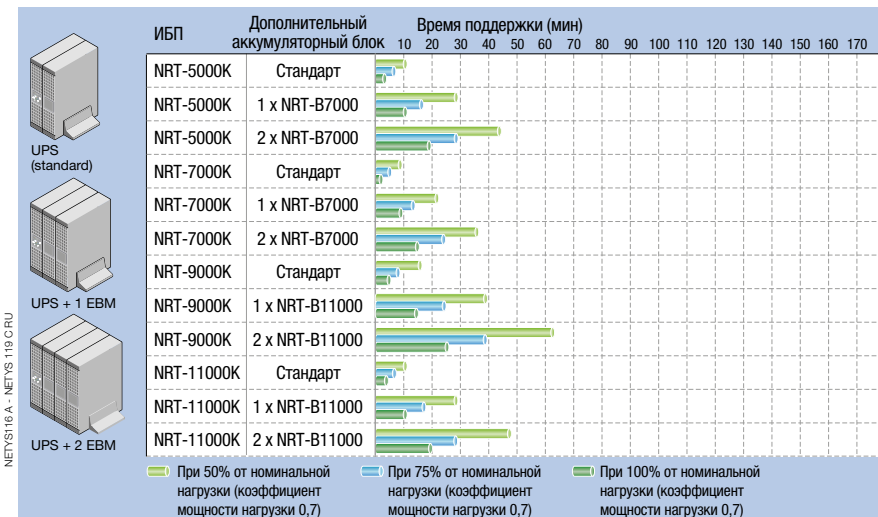 ИБП
Дополнительный
аккумуляторный блок
Время поддержки (мин)
10 20 30 40 50 60 70 80 90 100 110 120 130 140 150 160 170
NRT-5000K Стандарт
NRT-5000K 1 x NRT-B7000
NRT-5000K 2 x NRT-B7000
NRT-7000K Стандарт
NRT-7000K 1 x NRT-B7000
NRT-7000K 2 x NRT-B7000
NRT-9000K Стандарт
NRT-9000K 1 x NRT-B11000
NRT-9000K 2 x NRT-B11000
NRT-11000K Стандарт
NRT-11000K 1 x NRT-B11000
NRT-11000K 2 x NRT-B11000
UPS
(standard)
UPS + 1 EBM
UPS + 2 EBM
NETYS116 A - NETYS 119 C RU
При 50% от номинальной
нагрузки (коэффициент
мощности нагрузки 0,7)
При 75% от номинальной
нагрузки (коэффициент
мощности нагрузки 0,7)
При 100% от номинальной
нагрузки (коэффициент
мощности нагрузки 0,7)